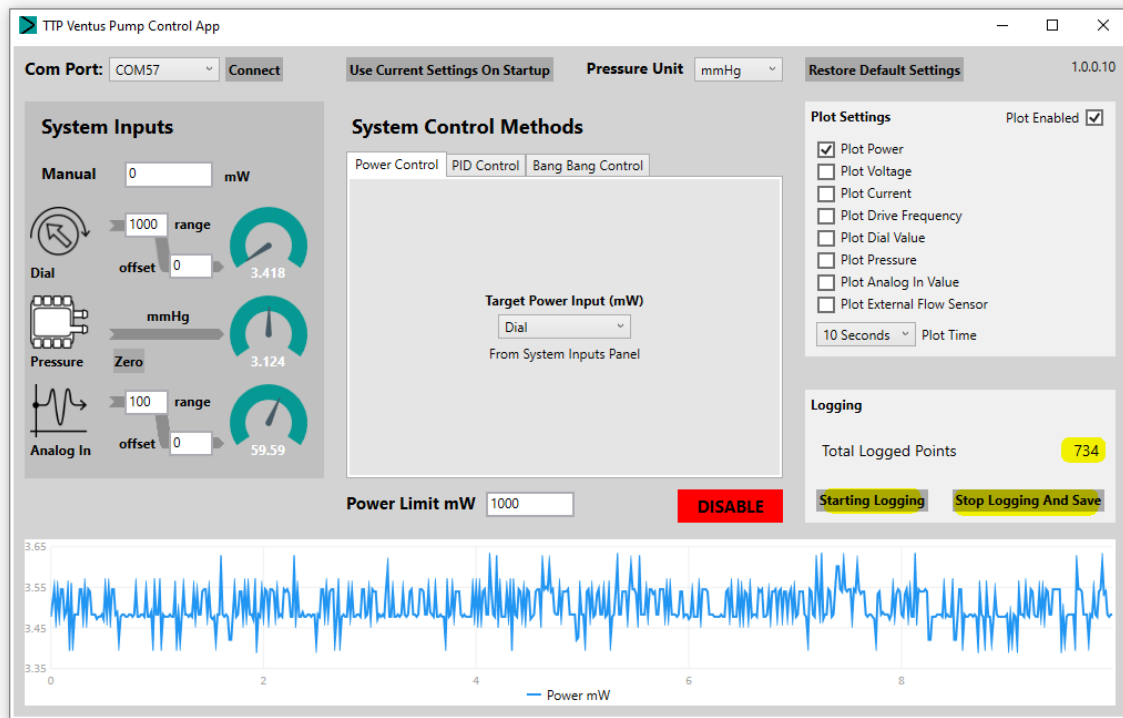 TTP Ventus Pump Control App
Com Port: COM57 Connect Use Current Settings On Startup Pressure Unit mmHg Restore Default Settings 1.0.0.10
System Inputs
Manual 0 mW
1000 range
offset 0
Dial
3.418
mmHg
Pressure Zero
3.124
100 range
offset 0
Analog In
59.59
System Control Methods
Power Control PID Control Bang Bang Control
Target Power Input (mW)
Dial
From System Inputs Panel
Power Limit mW 1000 DISABLE
Plot Settings Plot Enabled
Plot Power
Plot Voltage
Plot Current
Plot Drive Frequency
Plot Dial Value
Plot Pressure
Plot Analog In Value
Plot External Flow Sensor
10 Seconds Plot Time
Logging
Total Logged Points 734
Starting Logging Stop Logging And Save
3.65
3.55
3.45
3.35
0 2 4 6 8
Power mW